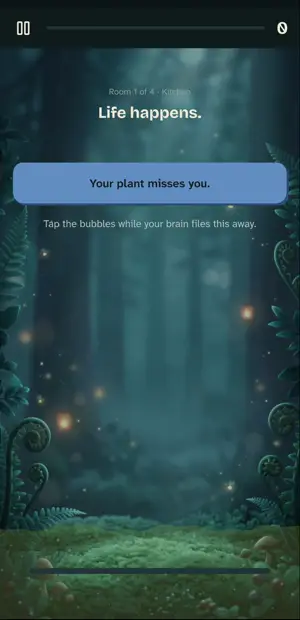 0
Room 1 of 4 · Kitchen
Life happens.
Your plant misses you.
Tap the bubbles while your brain files this away.